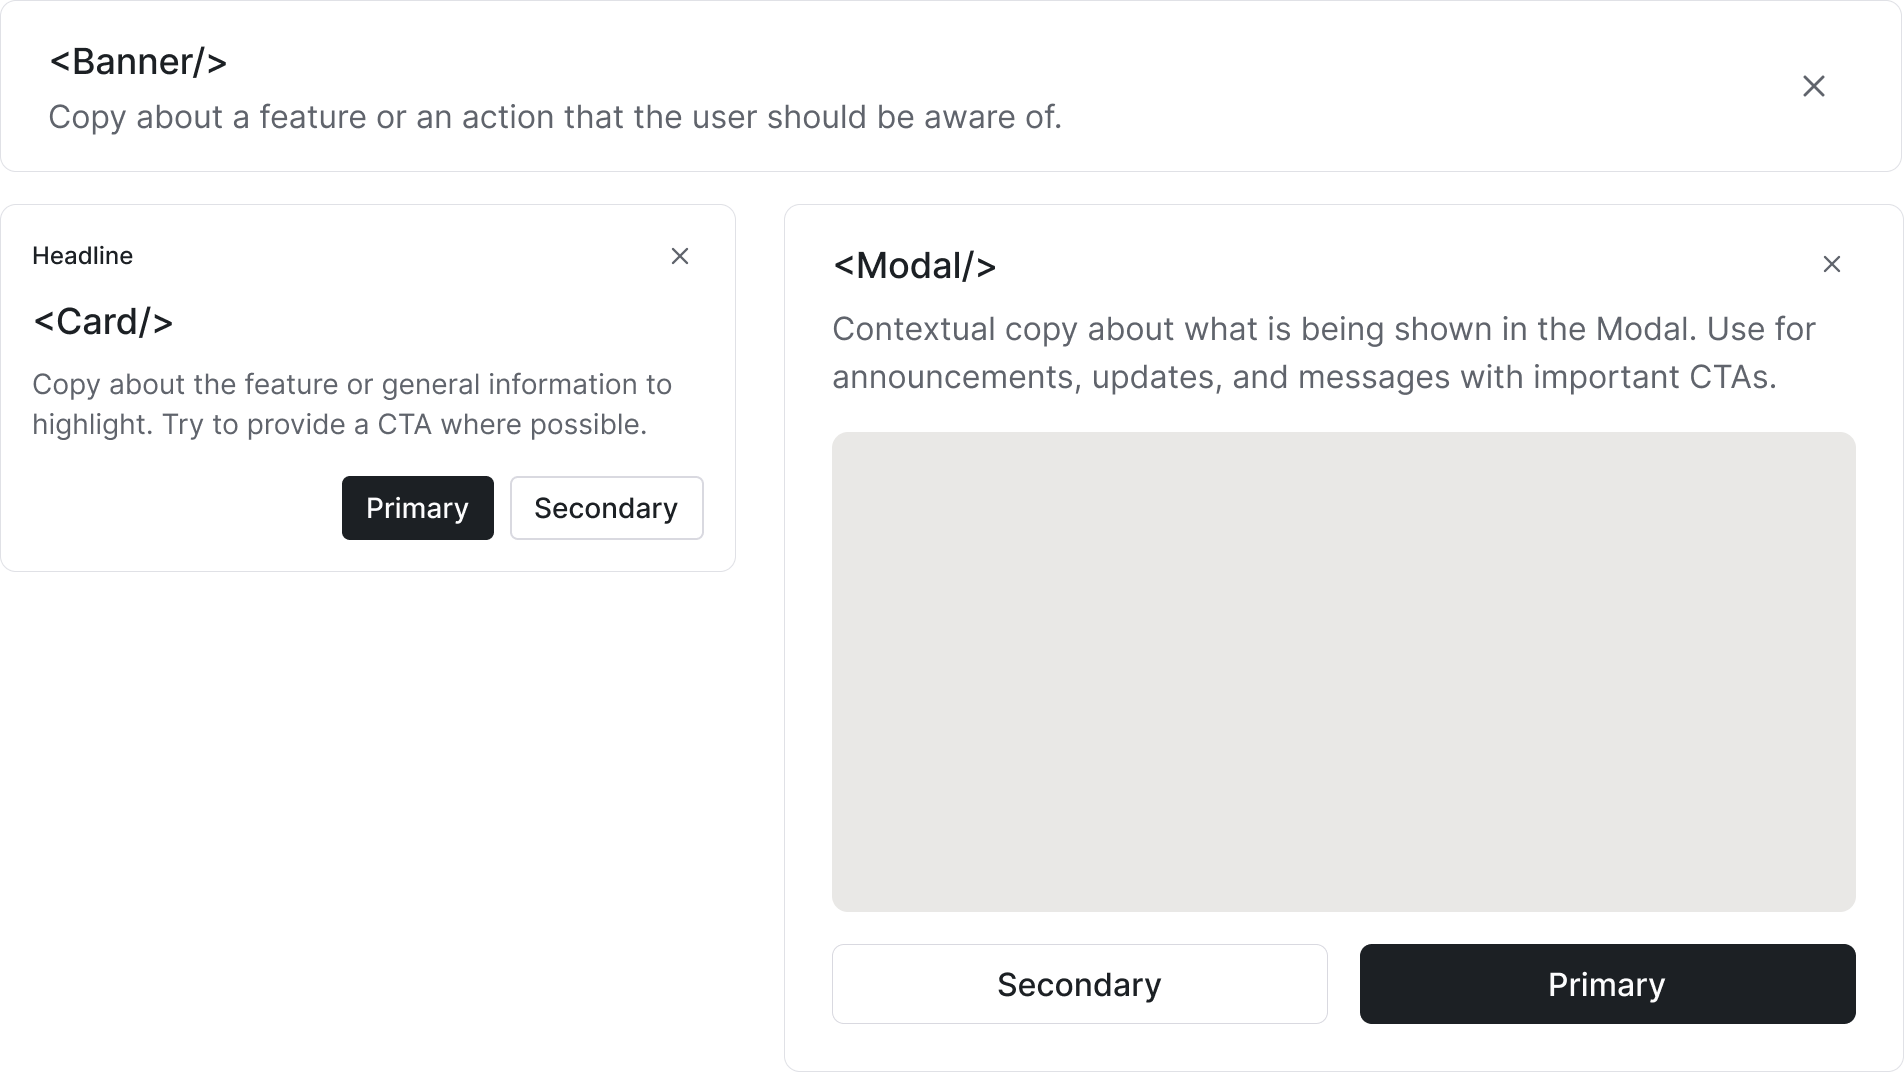 <Banner/>
Copy about a feature or an action that the user should be aware of.
Headline
<Card/>
Copy about the feature or general information to
highlight. Try to provide a CTA where possible.
Primary
Secondary
<Modal/>
Contextual copy about what is being shown in the Modal. Use for
announcements, updates, and messages with important CTAs.
Secondary
Primary